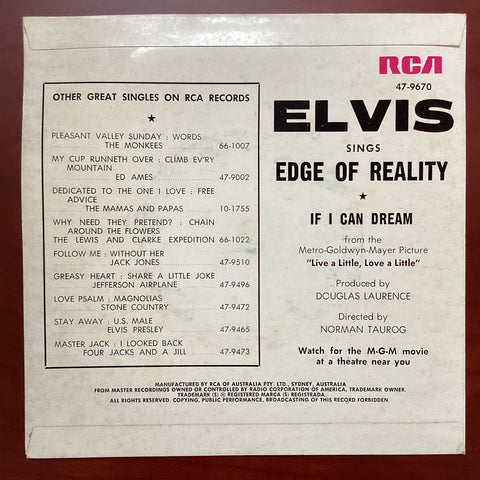 OTHER GREAT SINGLES ON RCA RECORDS
★
PLEASANT VALLEY SUNDAY : WORDS
THE MONKEES 66-1007
MY CUP RUNNETH OVER : CLIMB EV'RY
MOUNTAIN
ED AMES 47-9002
DEDICATED TO THE ONE I LOVE : FREE
ADVICE
THE MAMAS AND PAPAS 10-1755
WHY NEED THEY PRETEND? : CHAIN
AROUND THE FLOWERS
THE LEWIS AND CLARKE EXPEDITION 66-1022
FOLLOW ME : WITHOUT HER
JACK JONES 47-9510
GREASY HEART : SHARE A LITTLE JOKE
JEFFERSON AIRPLANE 47-9496
LOVE PSALM : MAGNOLIAS
STONE COUNTRY 47-9472
STAY AWAY : U.S. MALE
ELVIS PRESLEY 47-9465
MASTER JACK : I LOOKED BACK
FOUR JACKS AND A JILL 47-9473
RCA
47-9670
ELVIS
SINGS
EDGE OF REALITY
★
IF I CAN DREAM
from the
Metro-Goldwyn-Mayer Picture
"Live a Little, Love a Little"
Produced by
DOUGLAS LAURENCE
Directed by
NORMAN TAUROG
Watch for the M-G-M movie
at a theatre near you
MANUFACTURED BY RCA OF AUSTRALIA PTY. LTD., SYDNEY, AUSTRALIA
FROM MASTER RECORDINGS OWNED OR CONTROLLED BY RADIO CORPORATION OF AMERICA, TRADEMARK OWNER.
TRADEMARK (S) ® REGISTERED MARCA (S) REGISTRADA.
ALL RIGHTS RESERVED. COPYING, PUBLIC PERFORMANCE, BROADCASTING OF THIS RECORD FORBIDDEN.